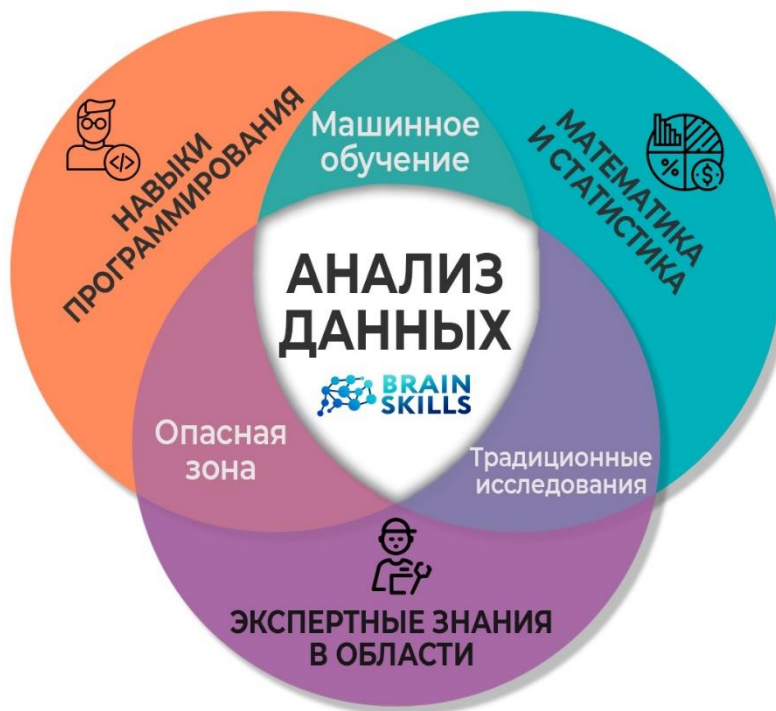 НАВЫКИ
ПРОГРАММИРОВАНИЯ
Машинное
обучение
МАТЕМАТИКА
И СТАТИСТИКА
АНАЛИЗ
ДАННЫХ
BRAIN
SKILLS
Опасная
зона
Традиционные
исследования
ЭКСПЕРТНЫЕ ЗНАНИЯ
В ОБЛАСТИ